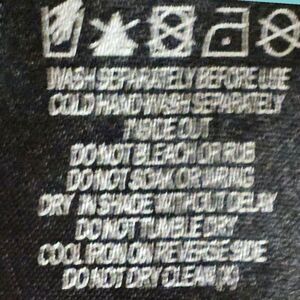 WASH SEPARATELY BEFORE USE
COLD HAND WASH SEPARATELY
INSIDE OUT
DO NOT BLEACH OR RUB
DO NOT SOAK OR WRING
DRY IN SHADE WITHOUT DELAY
DO NOT TUMBLE DRY
COOL IRON ON REVERSE SIDE
DO NOT DRY CLEAN (X)